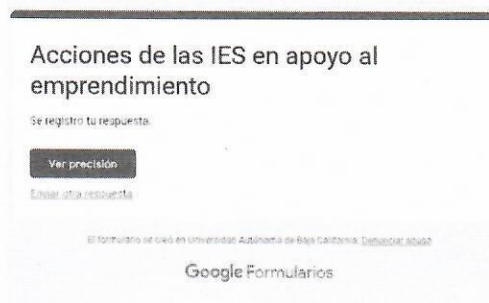 Acciones de las IES en apoyo al
emprendimiento
Se registro tu respuesta.
Ver precisión
Enviar otra respuesta
El formulario se creó en Universidad Autónoma de Baja California. Denunciar abuso
Google Formularios